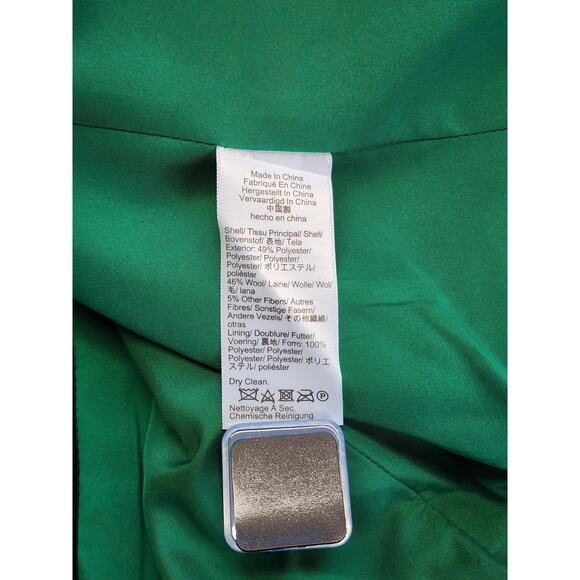 Made In China
Fabriqué En Chine
Hergestellt In China
Vervaardigd In China
中国製
hecho en china
Shell/ Tissu Principal/ Shell/
Bovenstof/ 表地/ Tela
Exterior: 49% Polyester/
Polyester/ Polyester/
Polyester/ ポリエステル/
poliéster
46% Wool/ Laine/ Wolle/ Wol/
毛/ lana
5% Other Fibers/ Autres
Fibres/ Sonstige Fasern/
Andere Vezels/ その他繊維/
otras
Lining/ Doublure/ Futter/
Voering/ 裏地/ Forro: 100%
Polyester/ Polyester/
Polyester/ Polyester/ ポリエ
ステル/ poliéster
Dry Clean.
P
Nettoyage A Sec.
Chemische Reinigung.